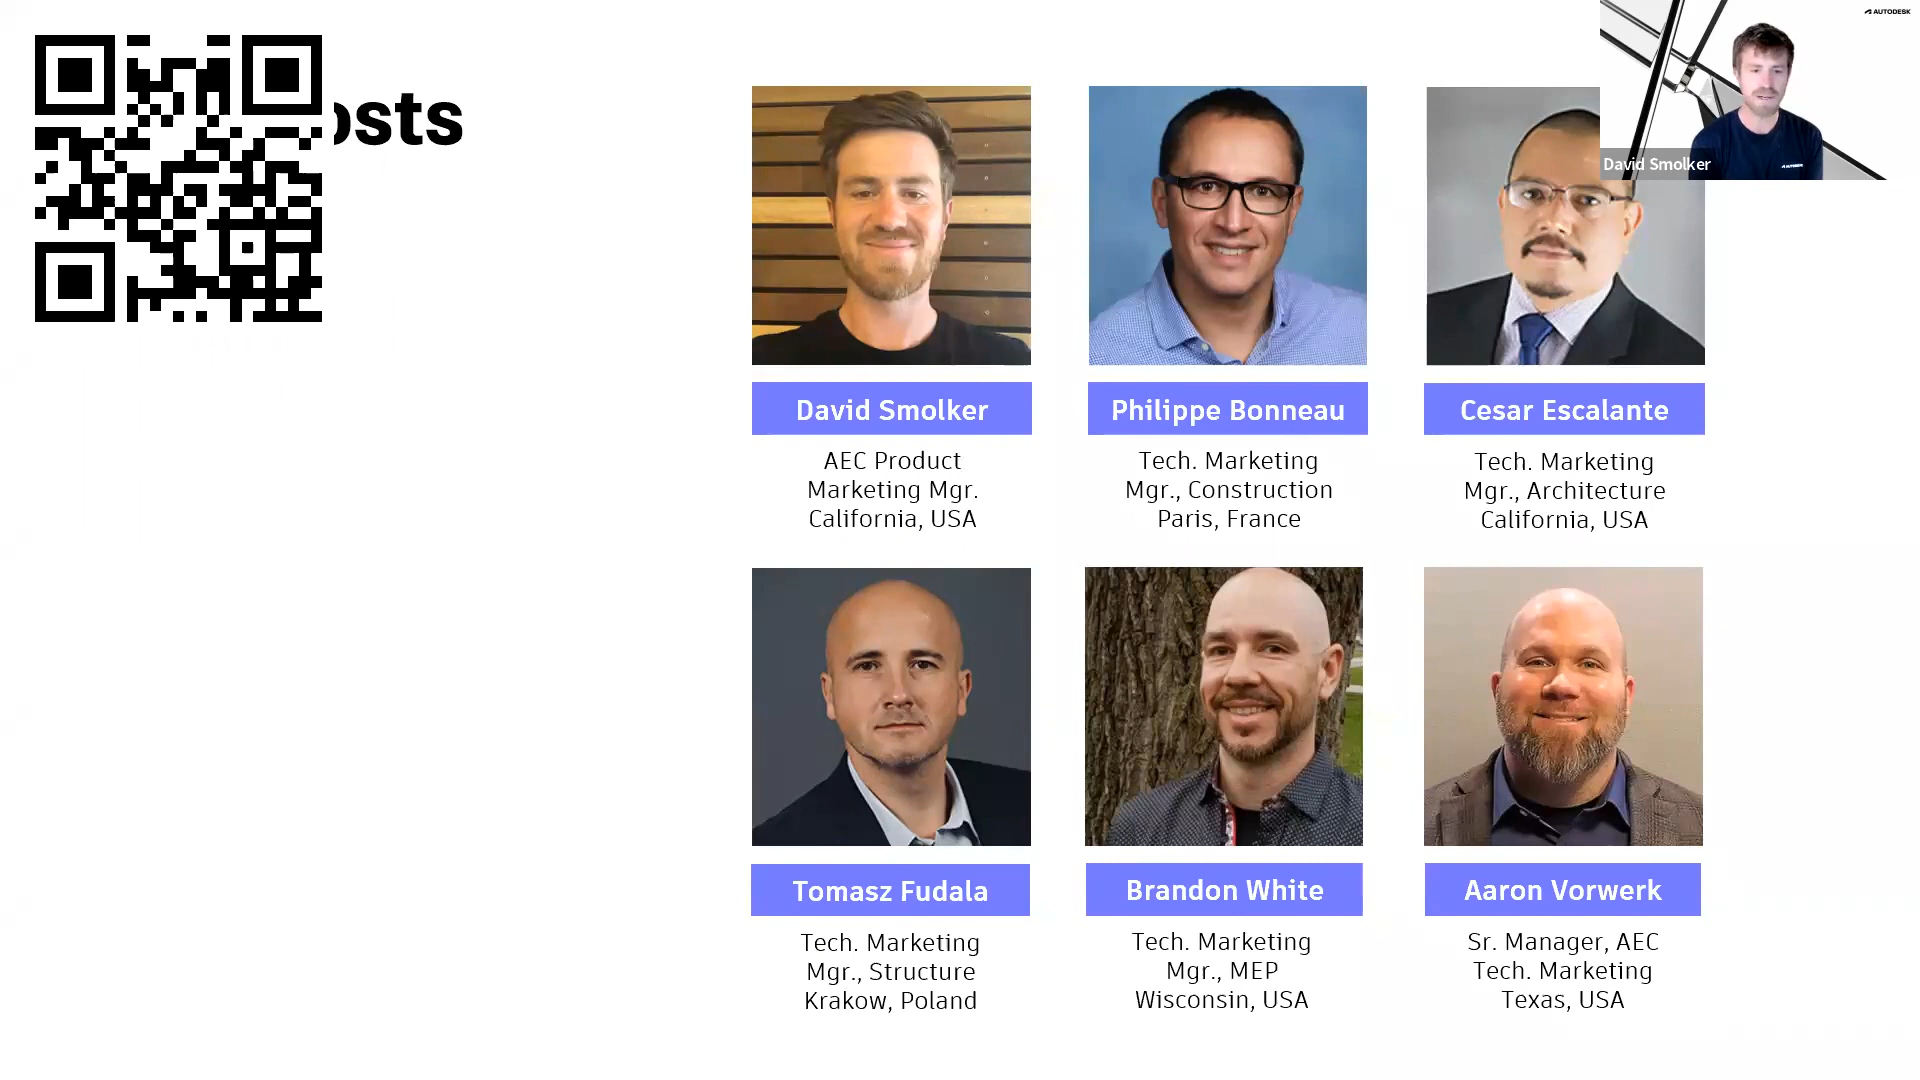 osts
AUTODESK
David Smolker
David Smolker
AEC Product
Marketing Mgr.
California, USA
Philippe Bonneau
Tech. Marketing
Mgr., Construction
Paris, France
Cesar Escalante
Tech. Marketing
Mgr., Architecture
California, USA
Tomasz Fudala
Tech. Marketing
Mgr., Structure
Krakow, Poland
Brandon White
Tech. Marketing
Mgr., MEP
Wisconsin, USA
Aaron Vorwerk
Sr. Manager, AEC
Tech. Marketing
Texas, USA